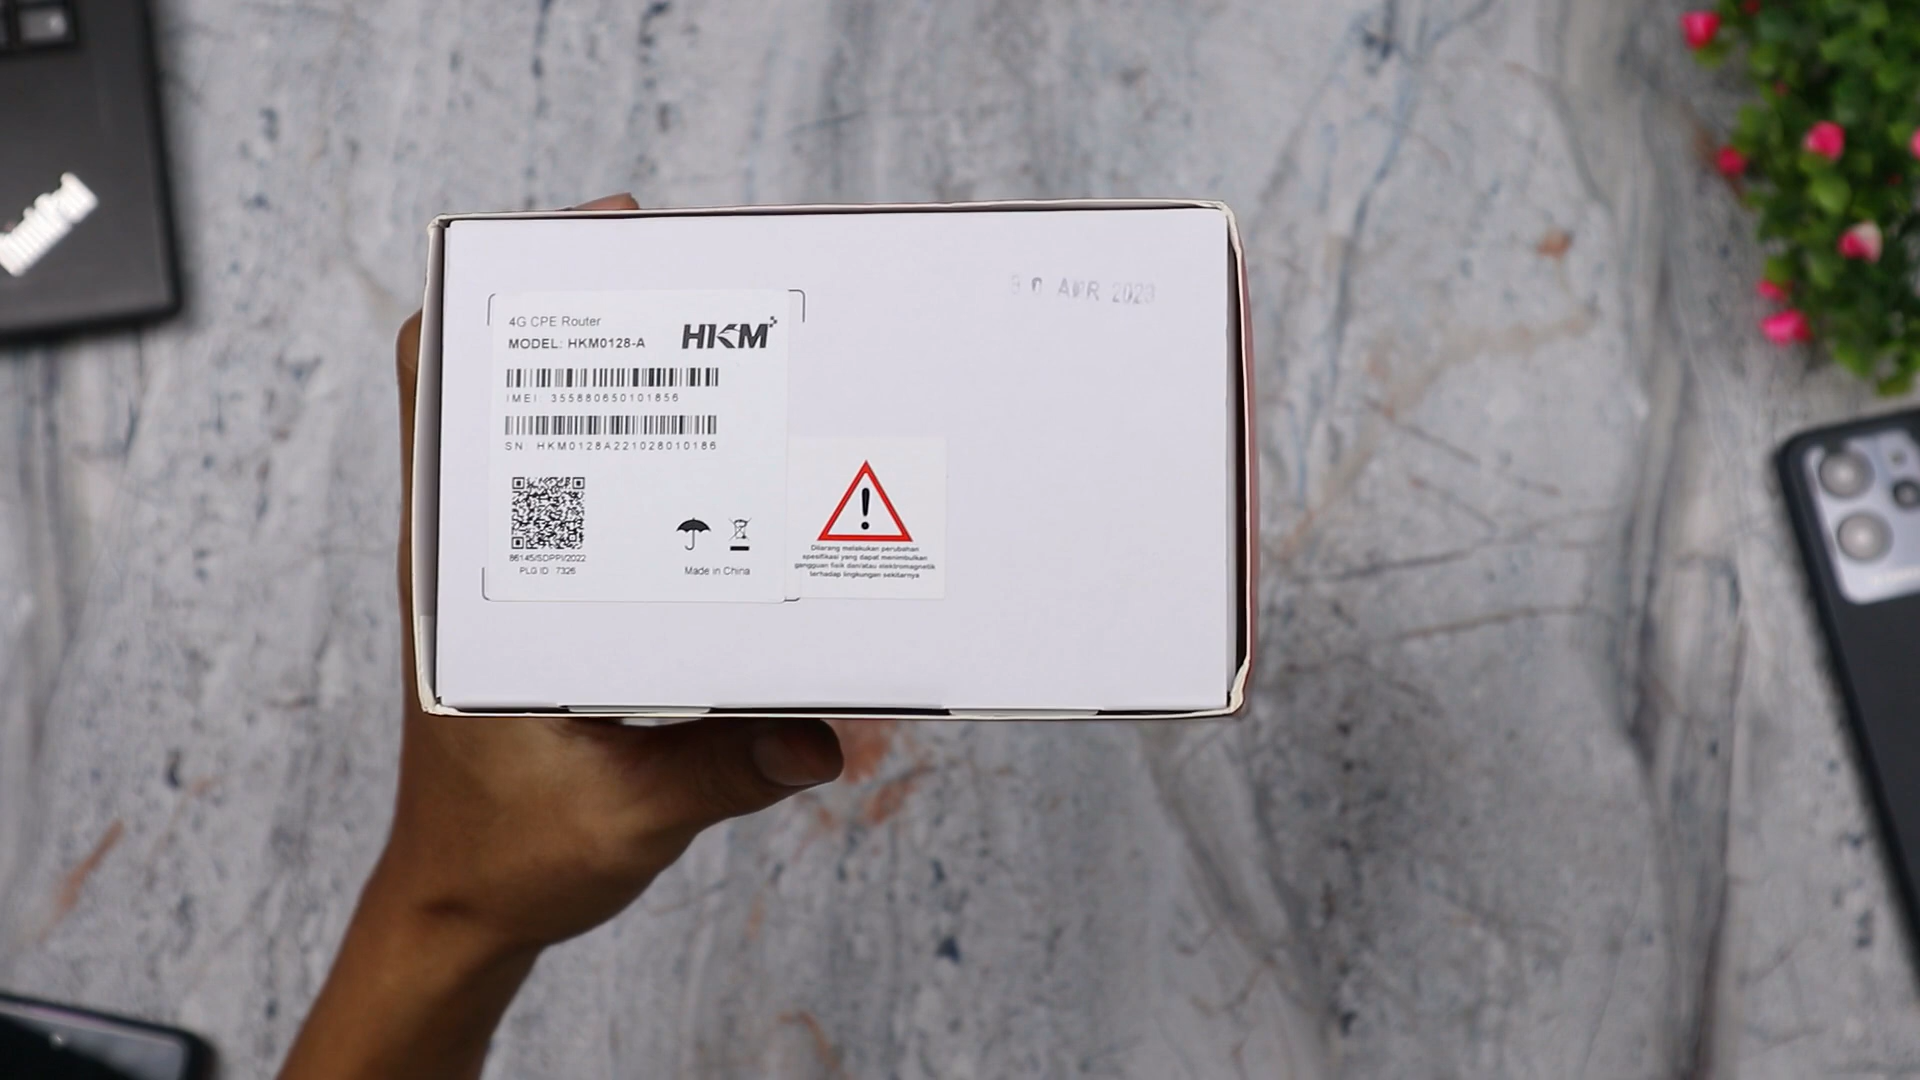 4G CPE Router
MODEL: HKM0128-A
HKM
IMEI: 355880650101856
SN: HKM0128A221028010186
86145/SDPPI/2022
PLG ID 7326
Made in China
30 APR 2023
Dilarang melakukan perubahan
spesifikasi yang dapat menimbulkan
gangguan fisik dan/atau elektromagnetik
terhadap lingkungan sekitarnya